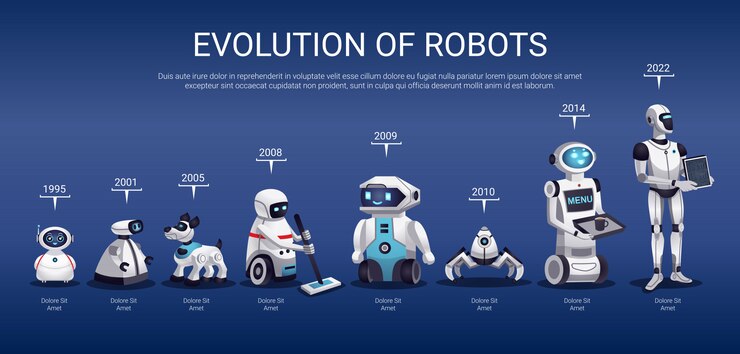 EVOLUTION OF ROBOTS
Duis aute irure dolor in reprehenderit in voluptate velit esse cillum dolore eu fugiat nulla pariatur lorem ipsum dolore sit amet
excepteur sint occaecat cupidatat non proident, sunt in culpa qui officia deserunt mollit anim id est laborum.
1995
2001
2005
2008
2009
2010
2014
2022
MENU
Dolore Sit
Amet
Dolore Sit
Amet
Dolore Sit
Amet
Dolore Sit
Amet
Dolore Sit
Amet
Dolore Sit
Amet
Dolore Sit
Amet
Dolore Sit
Amet